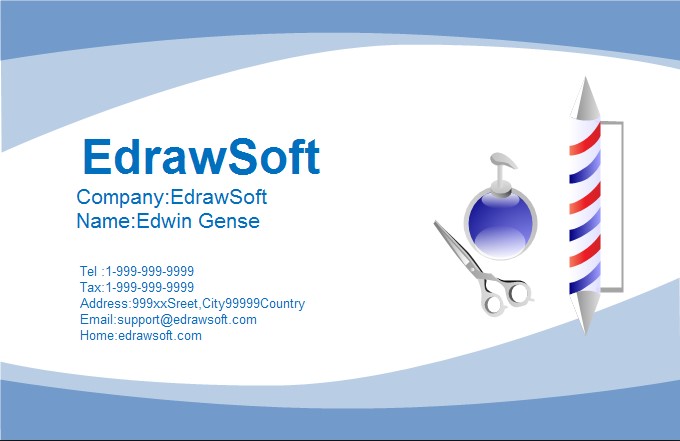 EdrawSoft
Company:EdrawSoft
Name:Edwin Gense
Tel :1-999-999-9999
Tax:1-999-999-9999
Address:999xxSreet,City99999Country
Email:support@edrawsoft.com
Home:edrawsoft.com